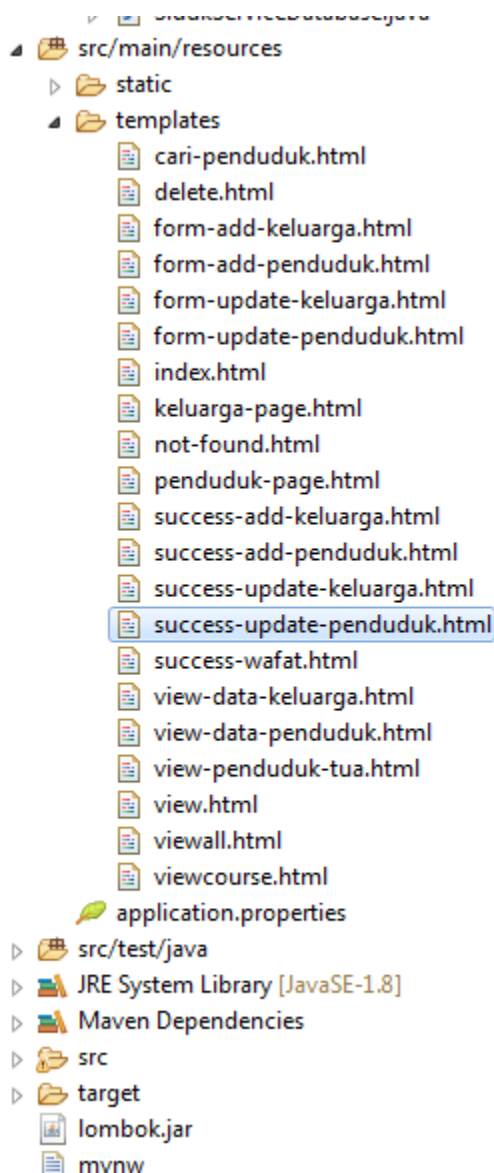 src/main/resources
static
templates
cari-penduduk.html
delete.html
form-add-keluarga.html
form-add-penduduk.html
form-update-keluarga.html
form-update-penduduk.html
index.html
keluarga-page.html
not-found.html
penduduk-page.html
success-add-keluarga.html
success-add-penduduk.html
success-update-keluarga.html
success-update-penduduk.html
success-wafat.html
view-data-keluarga.html
view-data-penduduk.html
view-penduduk-tua.html
view.html
viewall.html
viewcourse.html
application.properties
src/test/java
JRE System Library [JavaSE-1.8]
Maven Dependencies
src
target
lombok.jar
mvnw